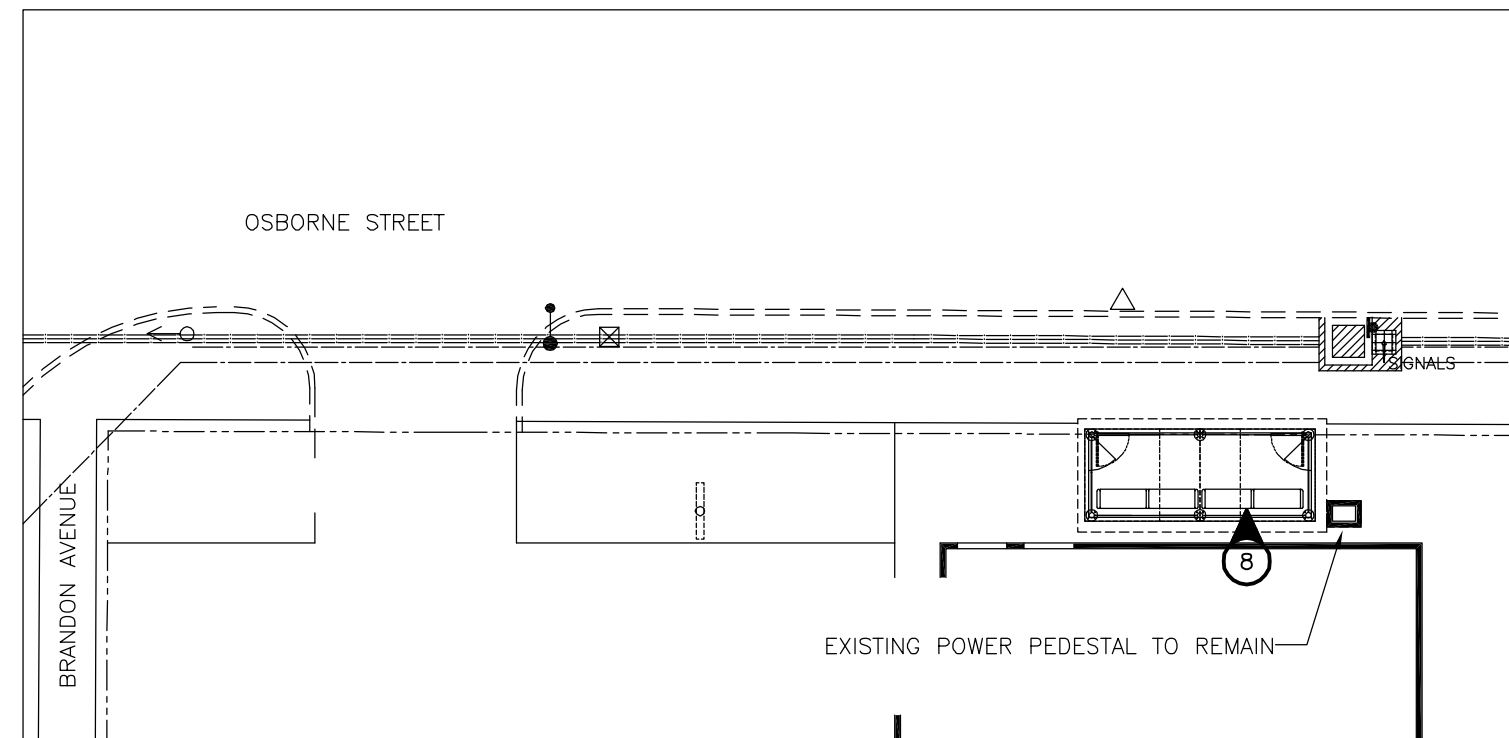 OSBORNE STREET
SIGNALS
BRANDON AVENUE
8
EXISTING POWER PEDESTAL TO REMAIN